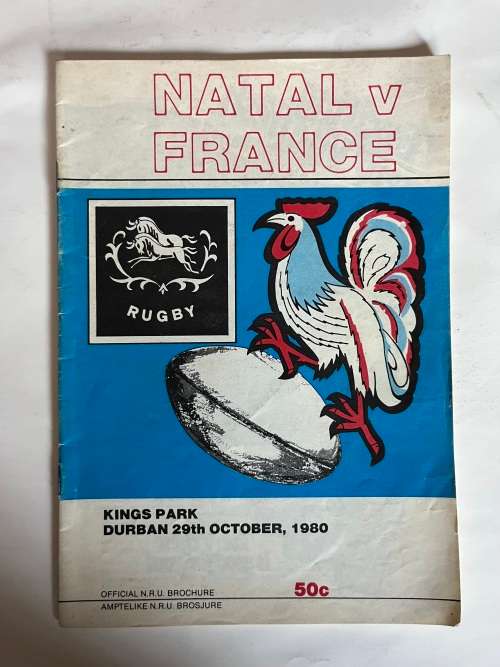 NATAL v
FRANCE
RUGBY
KINGS PARK
DURBAN 29th OCTOBER, 1980
OFFICIAL N.R.U. BROCHURE
50c
AMPTELIKE N.R.U. BROSJURE